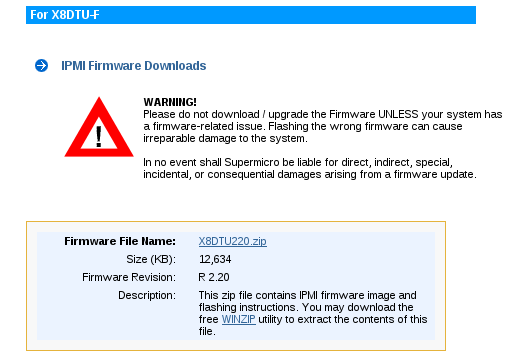 For X8DTU-F
IPMI Firmware Downloads
WARNING!
Please do not download / upgrade the Firmware UNLESS your system has
a firmware-related issue. Flashing the wrong firmware can cause
irreparable damage to the system.
!
In no event shall Supermicro be liable for direct, indirect, special,
incidental, or consequential damages arising from a firmware update.
Firmware File Name: X8DTU220.zip
Size (KB): 12,634
Firmware Revision: R 2.20
Description: This zip file contains IPMI firmware image and
flashing instructions. You may download the
free WINZIP utility to extract the contents of this
file.